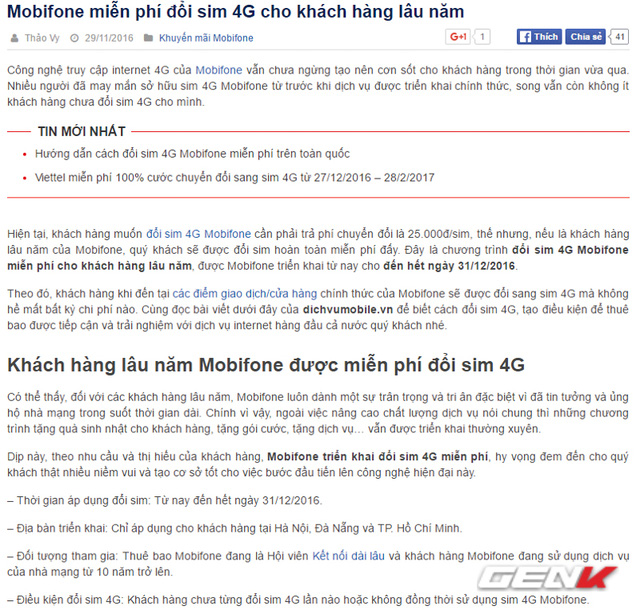 Mobifone miễn phí đổi sim 4G cho khách hàng lâu năm
Thảo Vy 29/11/2016 Khuyến mãi Mobifone
G+1 1 Thích Chia sẻ 41
Công nghệ truy cập internet 4G của Mobifone vẫn chưa ngừng tạo nên cơn sốt cho khách hàng trong thời gian vừa qua.
Nhiều người đã may mắn sở hữu sim 4G Mobifone từ trước khi dịch vụ được triển khai chính thức, song vẫn còn không ít
khách hàng chưa đổi sim 4G cho mình.
TIN MỚI NHẤT
• Hướng dẫn cách đổi sim 4G Mobifone miễn phí trên toàn quốc
• Viettel miễn phí 100% cước chuyển đổi sang sim 4G từ 27/12/2016 – 28/2/2017
Hiện tại, khách hàng muốn đổi sim 4G Mobifone cần phải trả phí chuyển đổi là 25.000đ/sim, thế nhưng, nếu là khách hàng
lâu năm của Mobifone, quý khách sẽ được đổi sim hoàn toàn miễn phí đấy. Đây là chương trình đổi sim 4G Mobifone
miễn phí cho khách hàng lâu năm, được Mobifone triển khai từ nay cho đến hết ngày 31/12/2016.
Theo đó, khách hàng khi đến tại các điểm giao dịch/cửa hàng chính thức của Mobifone sẽ được đổi sang sim 4G mà không
hề mất bất kỳ chi phí nào. Cùng đọc bài viết dưới đây của dichvumobile.vn để biết cách đổi sim 4G, tạo điều kiện để thuê
bao được tiếp cận và trải nghiệm với dịch vụ internet hàng đầu cả nước quý khách nhé.
Khách hàng lâu năm Mobifone được miễn phí đổi sim 4G
Có thể thấy, đối với các khách hàng lâu năm, Mobifone luôn dành một sự trân trọng và tri ân đặc biệt vì đã tin tưởng và ủng
hộ nhà mạng trong suốt thời gian dài. Chính vì vậy, ngoài việc nâng cao chất lượng dịch vụ nói chung thì những chương
trình tặng quà sinh nhật cho khách hàng, tặng gói cước, tặng dịch vụ… vẫn được triển khai thường xuyên.
Dịp này, theo nhu cầu và thị hiếu của khách hàng, Mobifone triển khai đổi sim 4G miễn phí, hy vọng đem đến cho quý
khách thật nhiều niềm vui và tạo cơ sở tốt cho việc bước đầu tiến lên công nghệ hiện đại này.
– Thời gian áp dụng đổi sim: Từ nay đến hết ngày 31/12/2016.
– Địa bàn triển khai: Chỉ áp dụng cho khách hàng tại Hà Nội, Đà Nẵng và TP. Hồ Chí Minh.
– Đối tượng tham gia: Thuê bao Mobifone đang là Hội viên Kết nối dài lâu và khách hàng Mobifone đang sử dụng dịch vụ
của nhà mạng từ 10 năm trở lên.
– Điều kiện đổi sim 4G: Khách hàng chưa từng đổi sim 4G lần nào hoặc không đồng thời sử dụng sim 4G Mobifone.
GENK